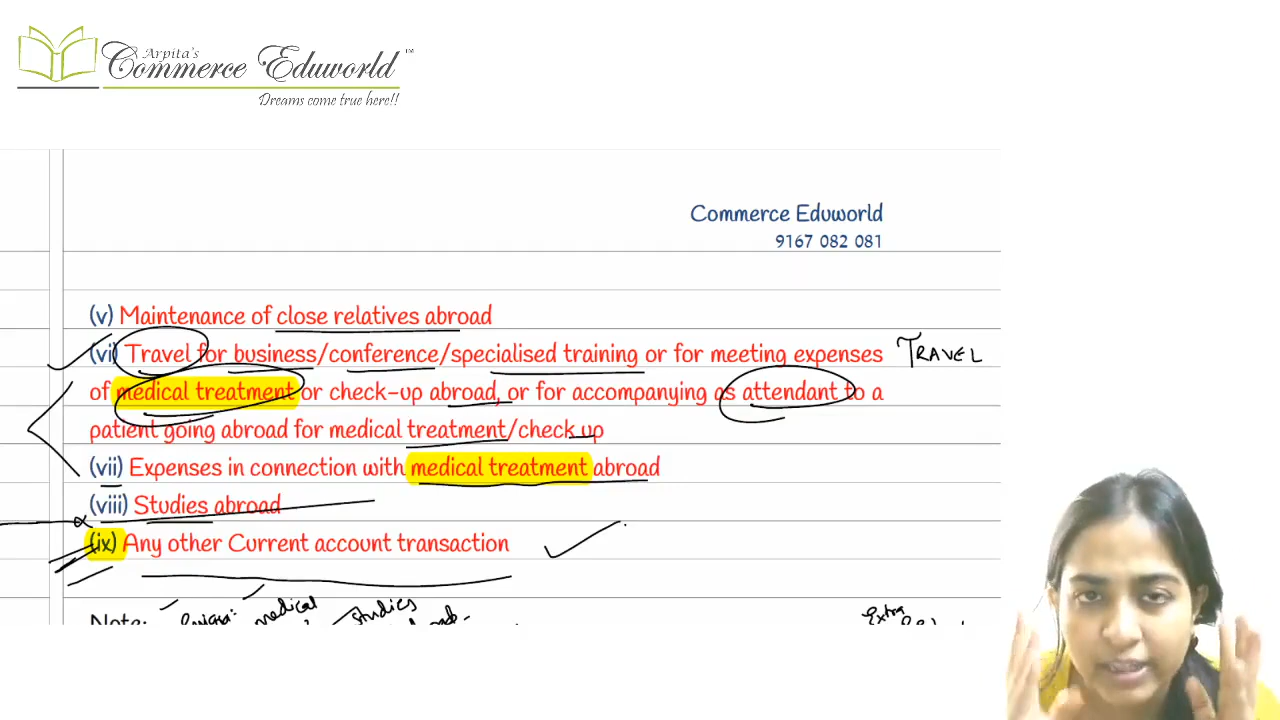 Arpita's
Commerce Eduworld™
Dreams come true here!!
Commerce Eduworld
9167 082 081
(v) Maintenance of close relatives abroad
(vi) Travel for business/conference/specialised training or for meeting expenses TRAVEL
of medical treatment or check-up abroad, or for accompanying as attendant to a
patient going abroad for medical treatment/check up
(vii) Expenses in connection with medical treatment abroad
(viii) Studies abroad
(ix) Any other Current account transaction
Note: medical studies Extra